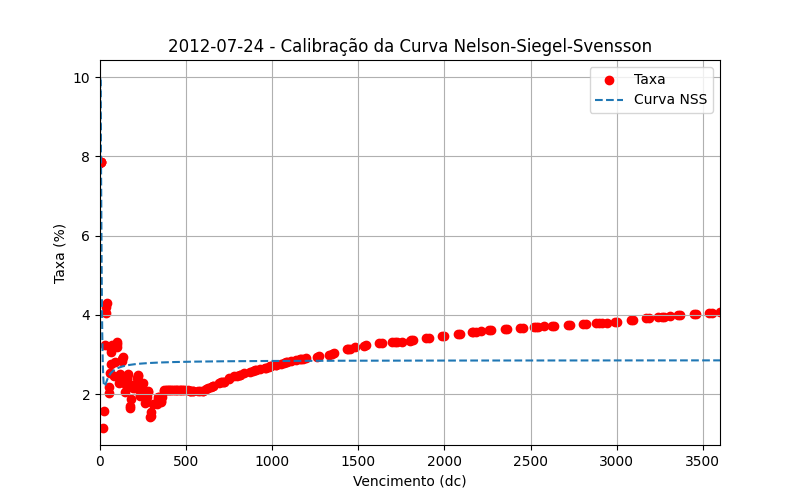 2012-07-24 - Calibração da Curva Nelson-Siegel-Svensson
Taxa (%)
10
8
6
4
2
Taxa
Curva NSS
0 500 1000 1500 2000 2500 3000 3500
Vencimento (dc)